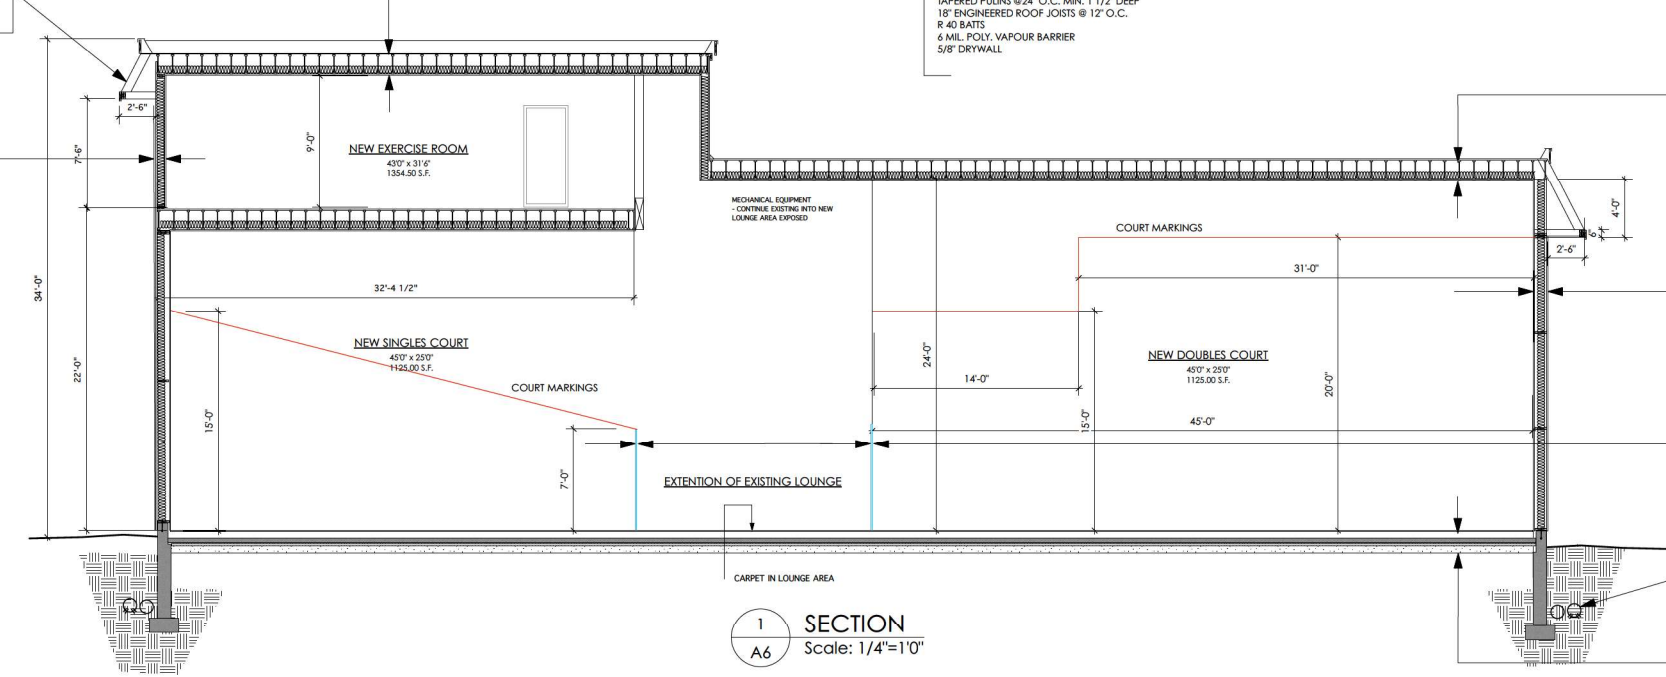 TAPERED PULINS @24" O.C. MIN. 1 1/2" DEEP
18" ENGINEERED ROOF JOISTS @ 12" O.C.
R 40 BATTS
6 MIL. POLY. VAPOUR BARRIER
5/8" DRYWALL
2'-6"
7'-6"
9'-0"
NEW EXERCISE ROOM
43'0" x 31'6"
1354.50 S.F.
MECHANICAL EQUIPMENT
- CONTINUE EXISTING INTO NEW
LOUNGE AREA EXPOSED
COURT MARKINGS
4'-0"
6"
2'-6"
31'-0"
34'-0"
32'-4 1/2"
NEW SINGLES COURT
45'0" x 25'0"
1125.00 S.F.
COURT MARKINGS
22'-0"
15'-0"
7'-0"
24'-0"
14'-0"
NEW DOUBLES COURT
45'0" x 25'0"
1125.00 S.F.
20'-0"
15'-0"
45'-0"
EXTENTION OF EXISTING LOUNGE
CARPET IN LOUNGE AREA
1
A6
SECTION
Scale: 1/4"=1'0"